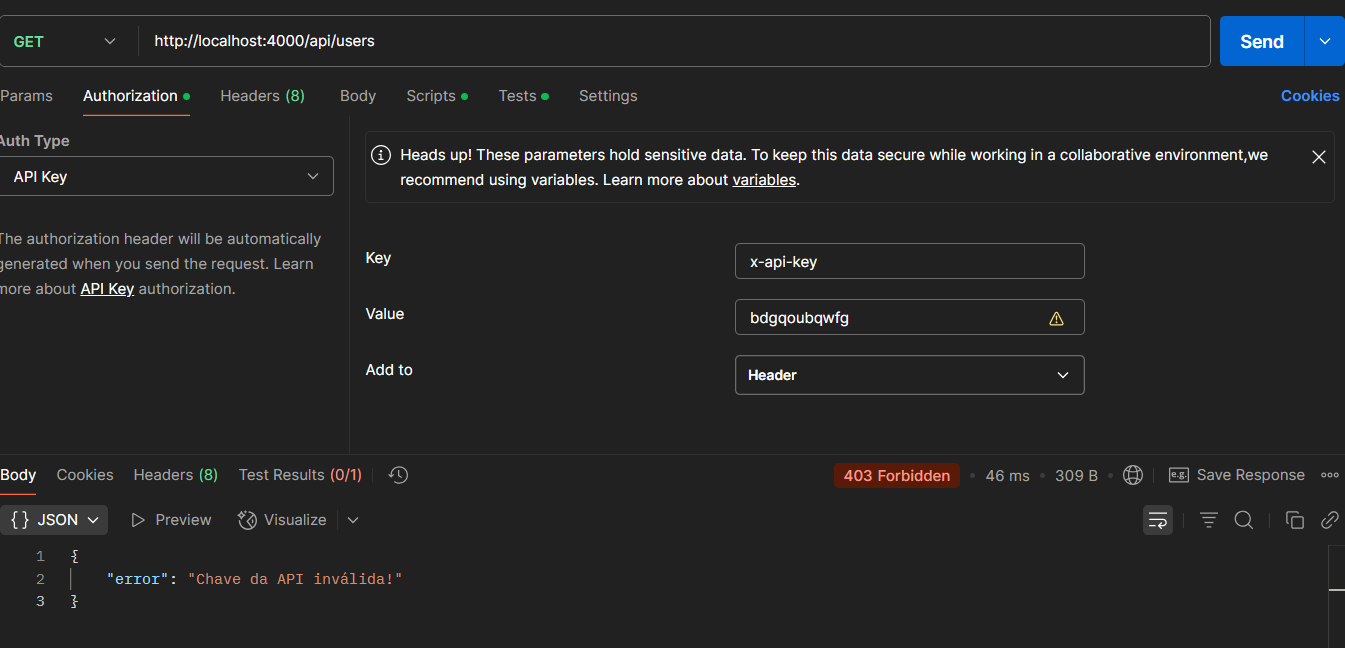 GET http://localhost:4000/api/users Send
Params Authorization Headers (8) Body Scripts Tests Settings Cookies
Auth Type
API Key
The authorization header will be automatically
generated when you send the request. Learn
more about API Key authorization.
Heads up! These parameters hold sensitive data. To keep this data secure while working in a collaborative environment,we
recommend using variables. Learn more about variables.
Key x-api-key
Value bdgqoubqwfg
Add to Header
Body Cookies Headers (8) Test Results (0/1) 403 Forbidden 46 ms 309 B e.g. Save Response
{} JSON Preview Visualize
1 {
2 "error": "Chave da API inválida!"
3 }